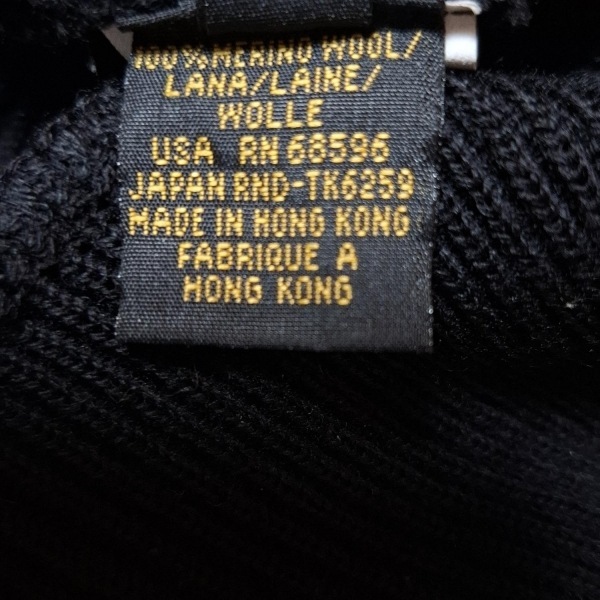 100% MERINO WOOL/
LANA/LAINE/
WOLLE
USA RN 68596
JAPAN RND-TK6259
MADE IN HONG KONG
FABRIQUE A
HONG KONG